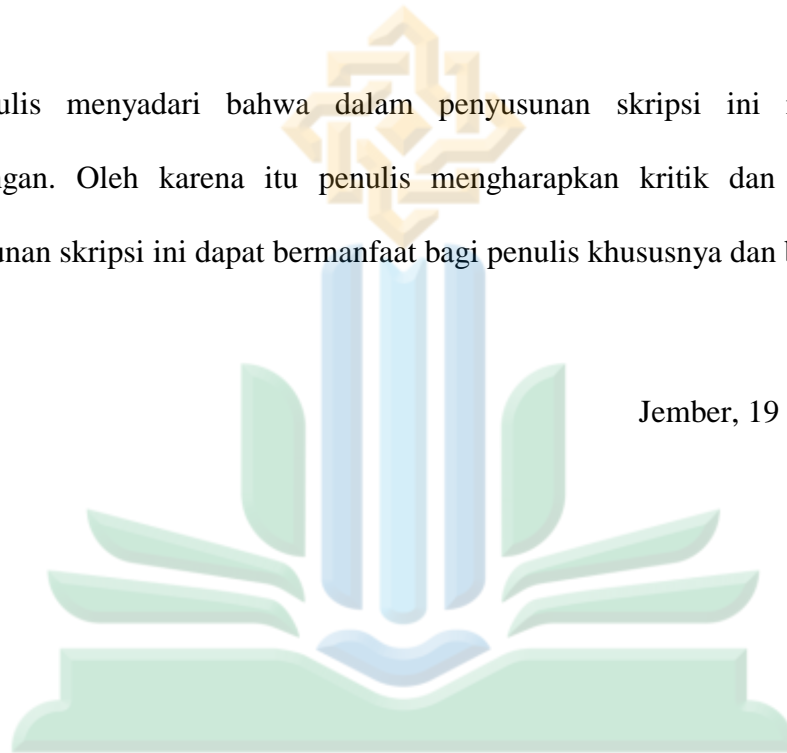 ulis menyadari bahwa dalam penyusunan skripsi ini
ngan. Oleh karena itu penulis mengharapkan kritik dan
unan skripsi ini dapat bermanfaat bagi penulis khususnya dan
Jember, 19